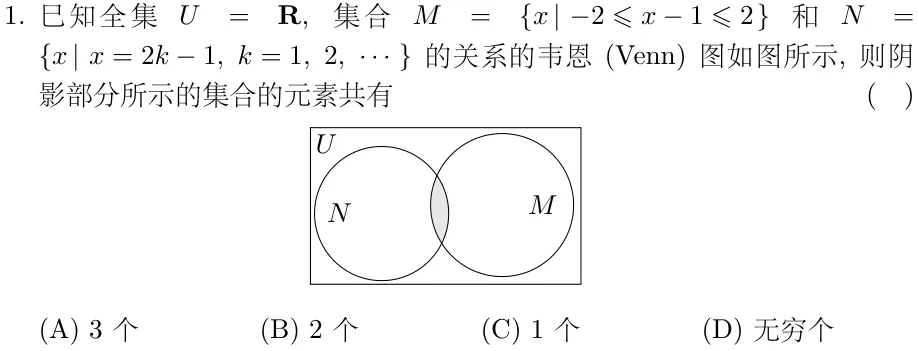 1. 已知全集 U = R, 集合 M = {x | −2 ⩽ x − 1 ⩽ 2} 和 N =
{x | x = 2k − 1, k = 1, 2, ⋯} 的关系的韦恩 (Venn) 图如图所示, 则阴
影部分所示的集合的元素共有 ( )
U
N M
(A) 3 个 (B) 2 个 (C) 1 个 (D) 无穷个